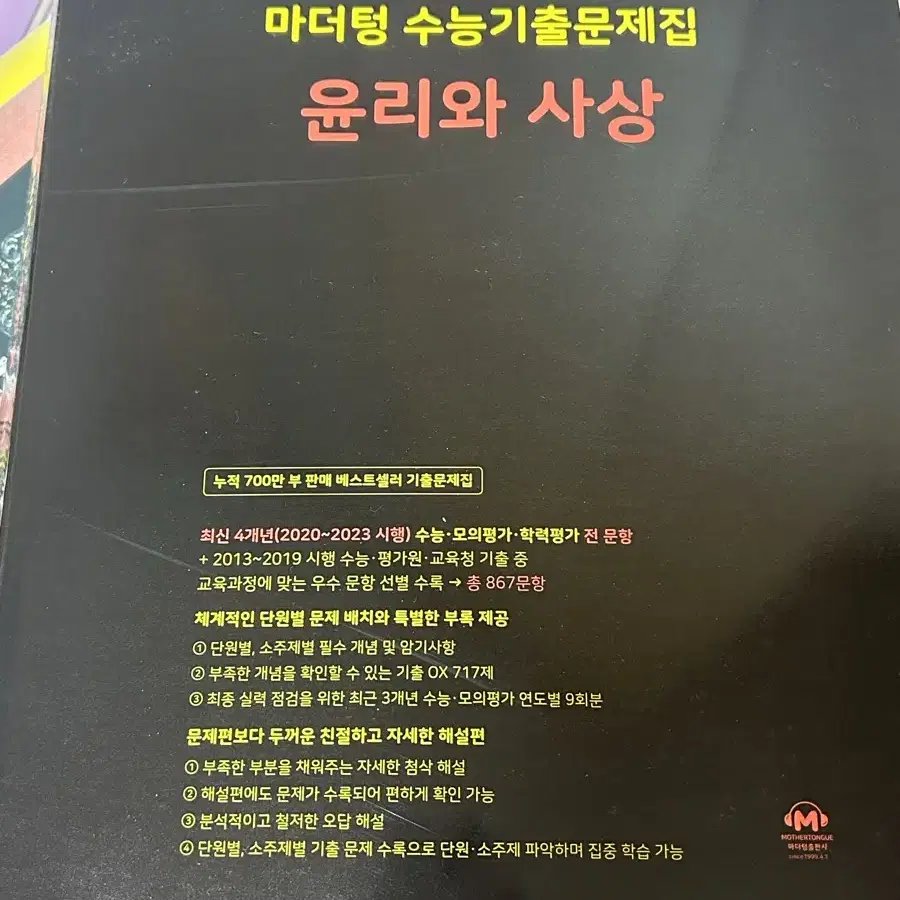 마더텅 수능기출문제집
윤리와 사상
누적 700만 부 판매 베스트셀러 기출문제집
최신 4개년(2020~2023 시행) 수능·모의평가·학력평가 전 문항
+ 2013~2019 시행 수능·평가원·교육청 기출 중
교육과정에 맞는 우수 문항 선별 수록 → 총 867문항
체계적인 단원별 문제 배치와 특별한 부록 제공
① 단원별, 소주제별 필수 개념 및 암기사항
② 부족한 개념을 확인할 수 있는 기출 OX 717제
③ 최종 실력 점검을 위한 최근 3개년 수능·모의평가 연도별 9회분
문제편보다 두꺼운 친절하고 자세한 해설편
① 부족한 부분을 채워주는 자세한 첨삭 해설
② 해설편에도 문제가 수록되어 편하게 확인 가능
③ 분석적이고 철저한 오답 해설
④ 단원별, 소주제별 기출 문제 수록으로 단원·소주제 파악하며 집중 학습 가능
M
MOTHERTONGUE
마더텅출판사
since 1999.4.1